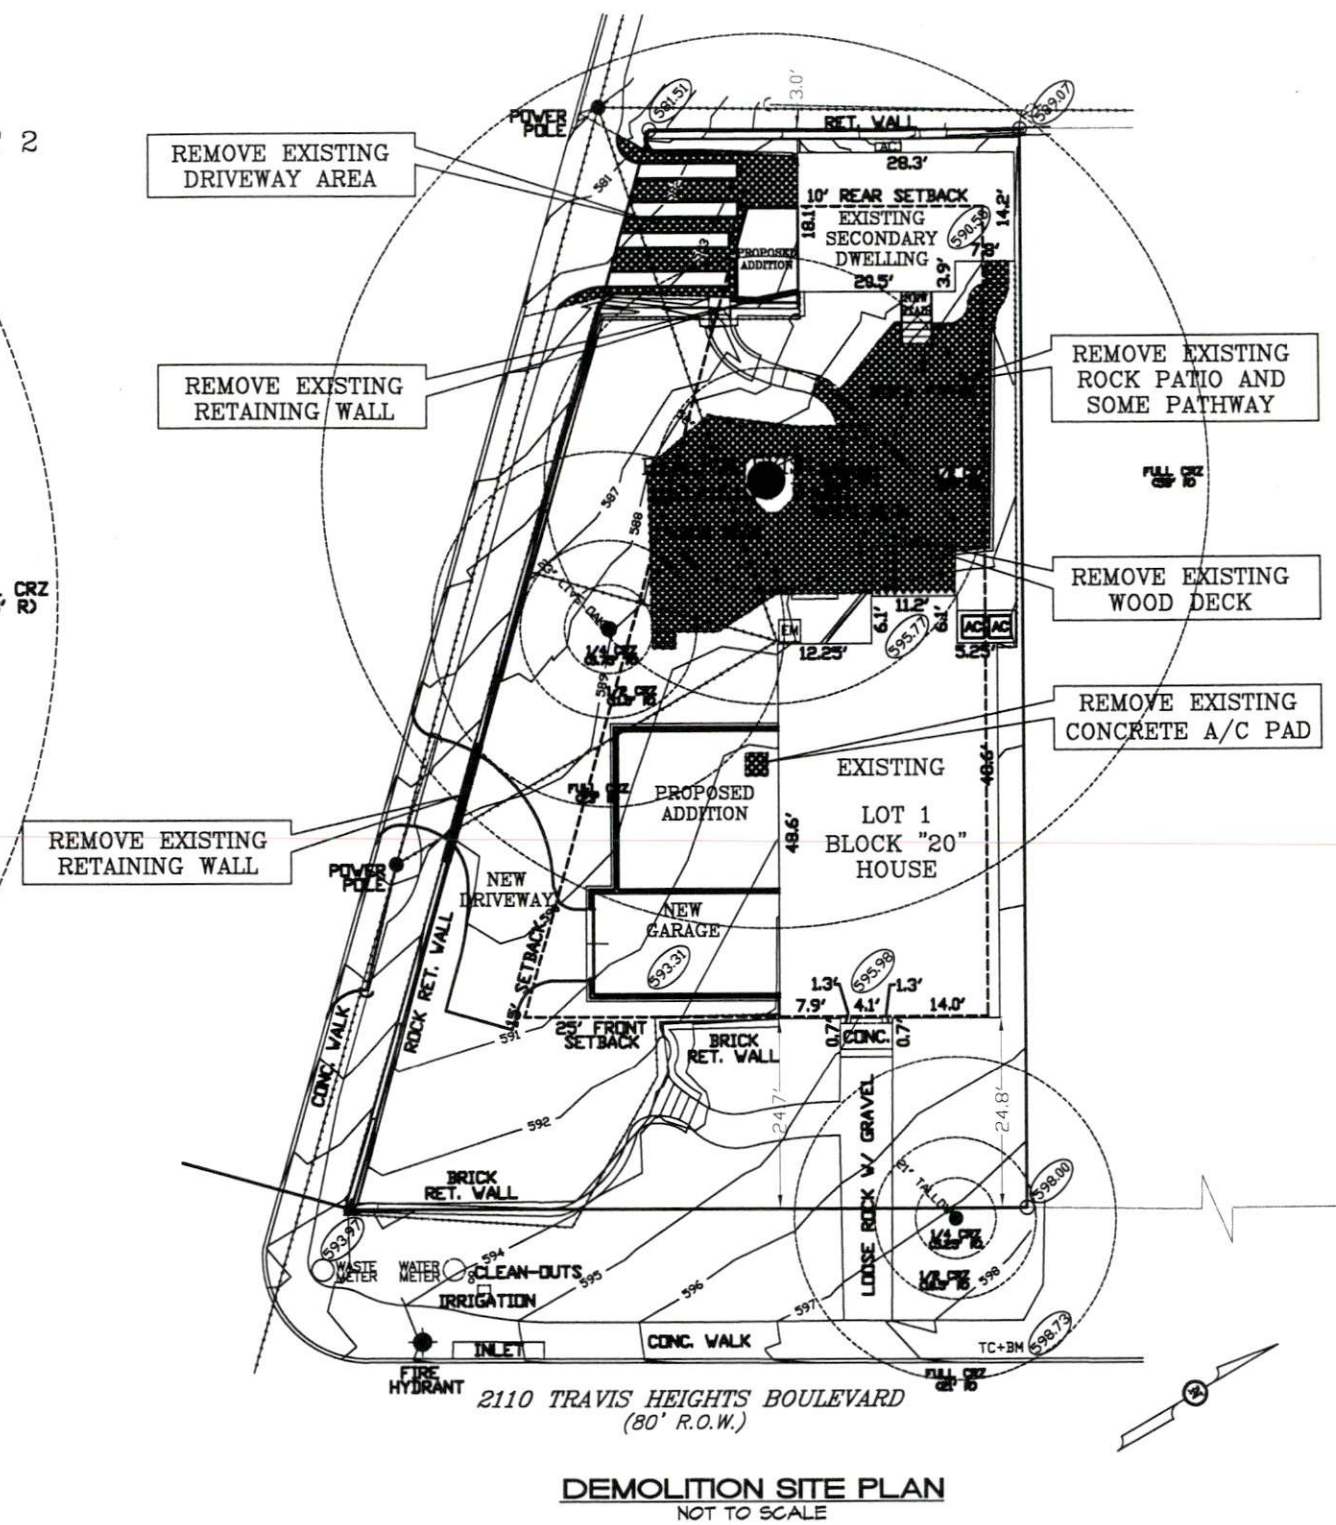 2
581.51
3.0'
589.07
POWER
POLE
RET. WALL
AC
REMOVE EXISTING
DRIVEWAY AREA
28.3'
581
10' REAR SETBACK
14.2'
18.1'
EXISTING
SECONDARY
DWELLING
590.58
7.8'
PROPOSED
ADDITION
29.5'
3.9'
REMOVE EXISTING
ROCK PATIO AND
SOME PATHWAY
REMOVE EXISTING
RETAINING WALL
FULL CRZ
587
588
CRZ
' R)
REMOVE EXISTING
WOOD DECK
6.1'
11.2'
6.1'
595.77
EM
AC
AC
12.25'
5.25'
1/4 CRZ
1/2 CRZ
589
REMOVE EXISTING
CONCRETE A/C PAD
48.6'
EXISTING
LOT 1
BLOCK "20"
HOUSE
PROPOSED
ADDITION
48.6'
FULL CRZ
REMOVE EXISTING
RETAINING WALL
POWER
POLE
NEW
DRIVEWAY
NEW
GARAGE
593.31
ROCK RET. WALL
15' SETBACK
595.98
1.3'
1.3'
7.9'
4.1'
14.0'
25' FRONT
SETBACK
591
BRICK
RET. WALL
0.7'
CONC.
0.7'
CONC. WALK
24.7'
24.8'
592
LOOSE ROCK W/ GRAVEL
BRICK
RET. WALL
21" TALLOW
598.00
1/4 CRZ
593.97
WASTE
METER
WATER
METER
CLEAN-OUTS
594
595
596
597
598
1/2 CRZ
IRRIGATION
INLET
CONC. WALK
TC+BM
598.73
FIRE
HYDRANT
FULL CRZ
2110 TRAVIS HEIGHTS BOULEVARD
(80' R.O.W.)
DEMOLITION SITE PLAN
NOT TO SCALE